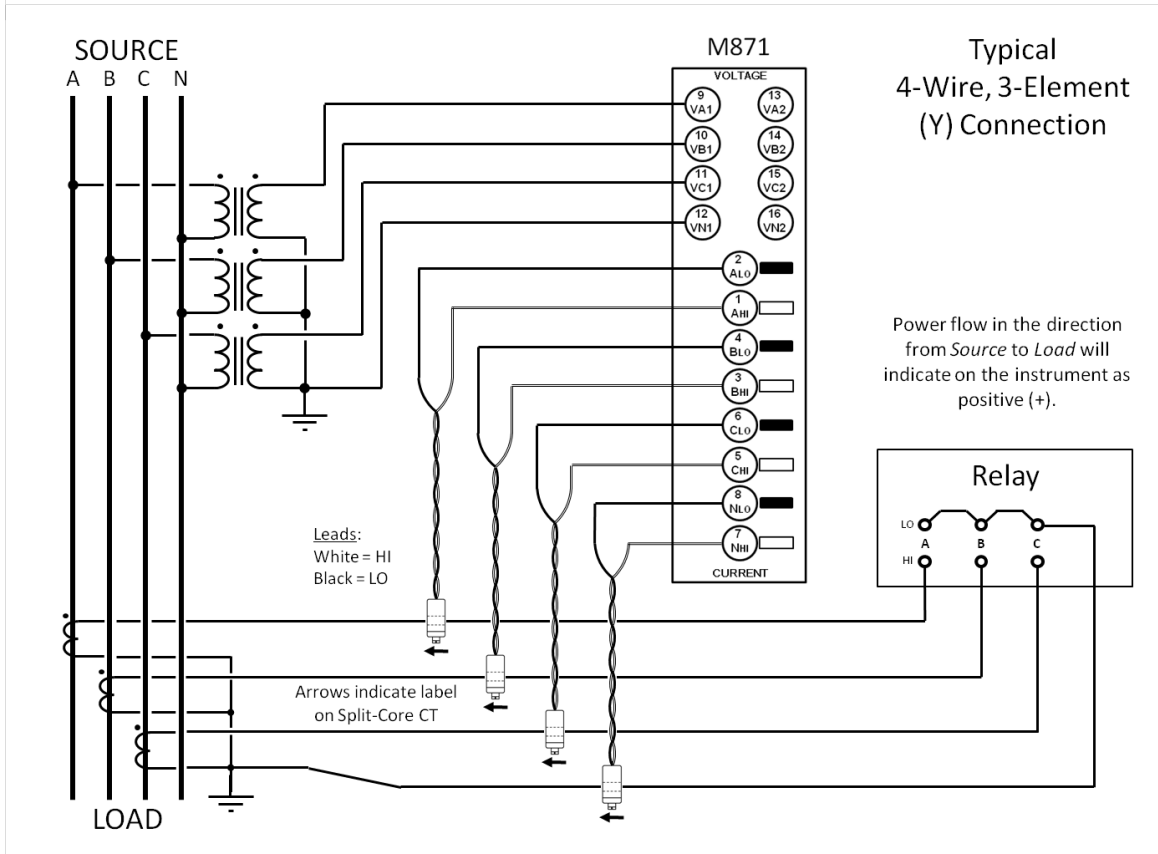 SOURCE
A B C N
M871
VOLTAGE
9
VA1
13
VA2
10
VB1
14
VB2
11
VC1
15
VC2
12
VN1
16
VN2
2
ALO
1
AHI
4
BLO
3
BHI
6
CLO
5
CHI
8
NLO
7
NHI
CURRENT
Typical
4-Wire, 3-Element
(Y) Connection
Power flow in the direction
from Source to Load will
indicate on the instrument as
positive (+).
Relay
LO
A B C
HI
Leads:
White = HI
Black = LO
Arrows indicate label
on Split-Core CT
LOAD